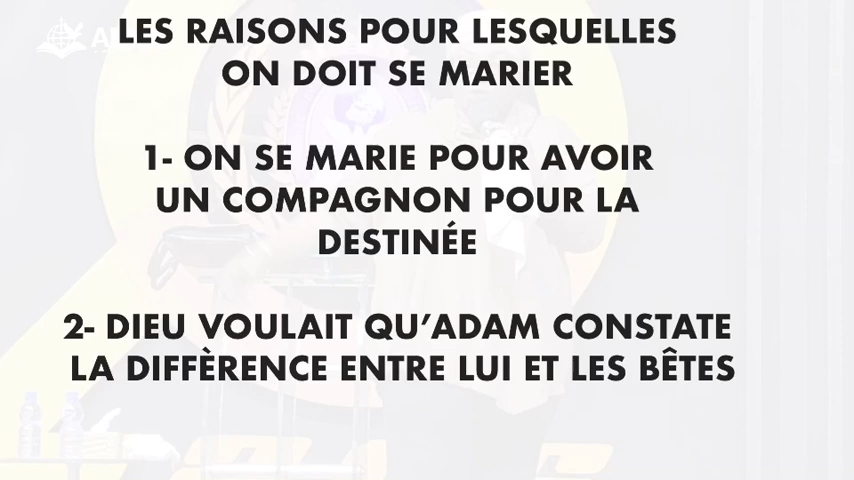 LES RAISONS POUR LESQUELLES
ON DOIT SE MARIER
1- ON SE MARIE POUR AVOIR
UN COMPAGNON POUR LA
DESTINÉE
2- DIEU VOULAIT QU’ADAM CONSTATE
LA DIFFÈRENCE ENTRE LUI ET LES BÊTES